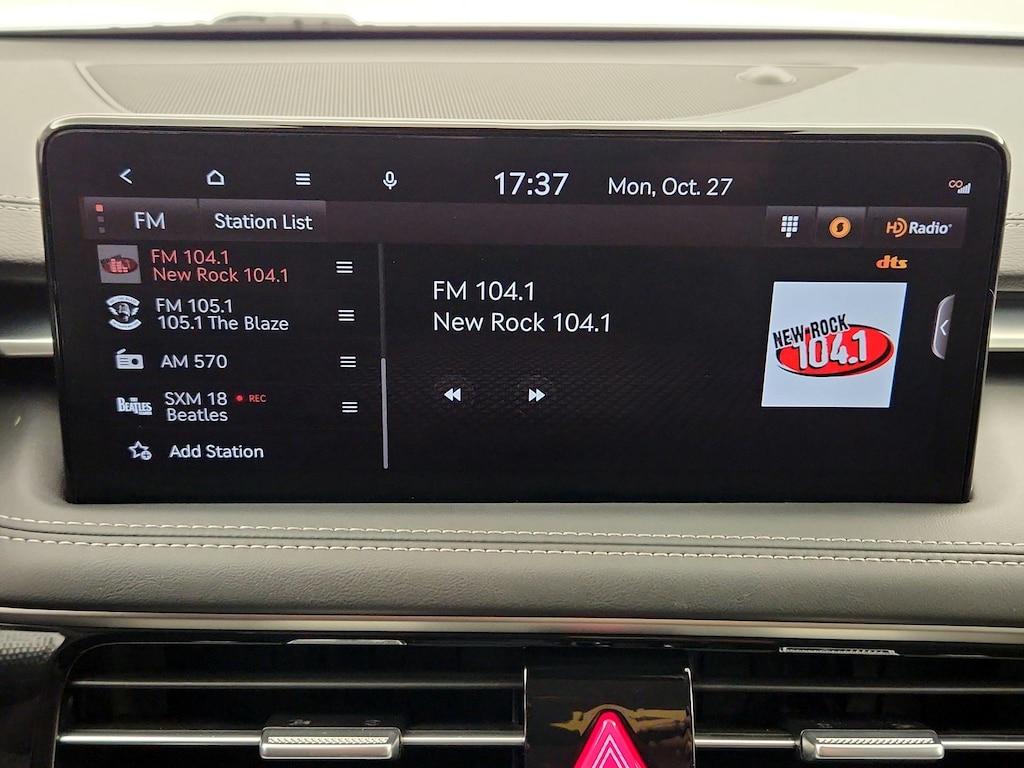 17:37 Mon, Oct. 27
FM Station List
HD Radio
dts
FM 104.1
New Rock 104.1
FM 105.1
105.1 The Blaze
AM 570
THE BEATLES
SXM 18 REC
Beatles
Add Station
FM 104.1
New Rock 104.1
NEW ROCK
104.1